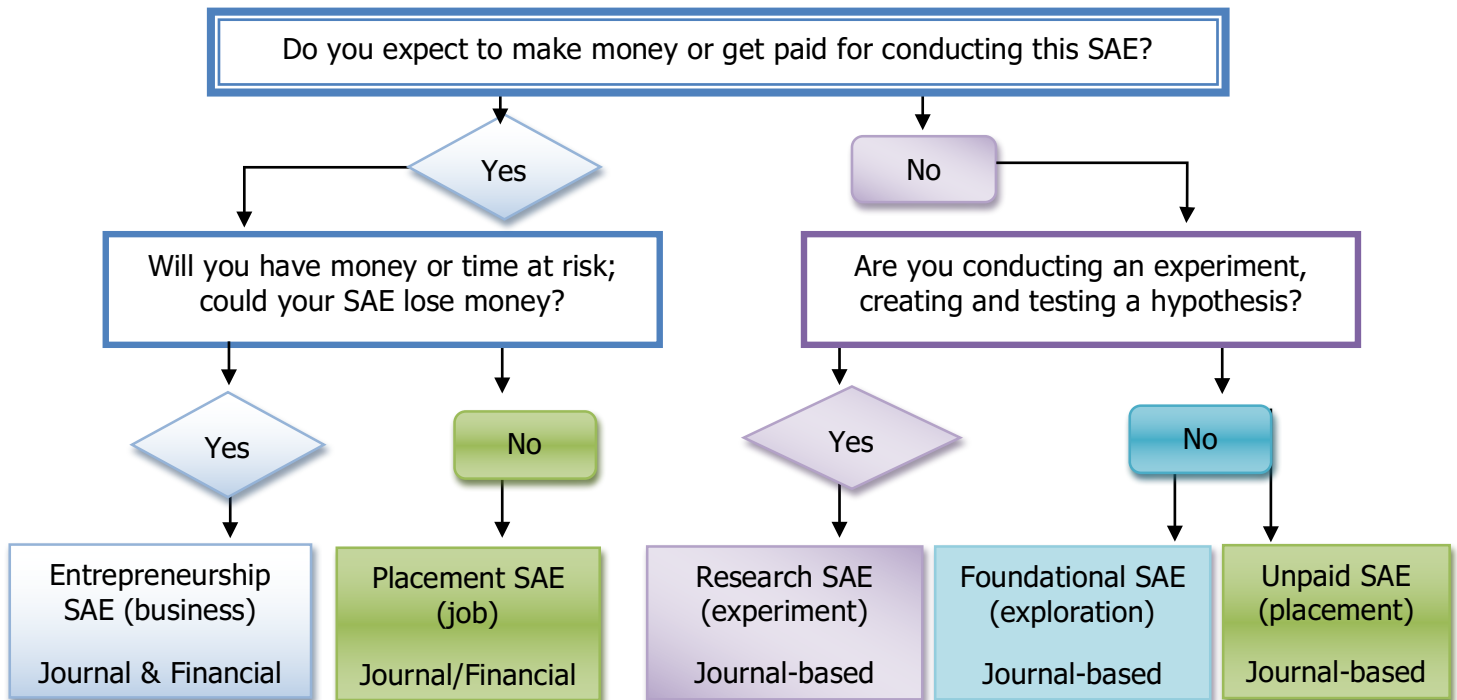 Do you expect to make money or get paid for conducting this SAE?
Yes
No
Will you have money or time at risk;
could your SAE lose money?
Are you conducting an experiment,
creating and testing a hypothesis?
Yes
No
Yes
No
Entrepreneurship
SAE (business)
Journal & Financial
Placement SAE
(job)
Journal/Financial
Research SAE
(experiment)
Journal-based
Foundational SAE
(exploration)
Journal-based
Unpaid SAE
(placement)
Journal-based